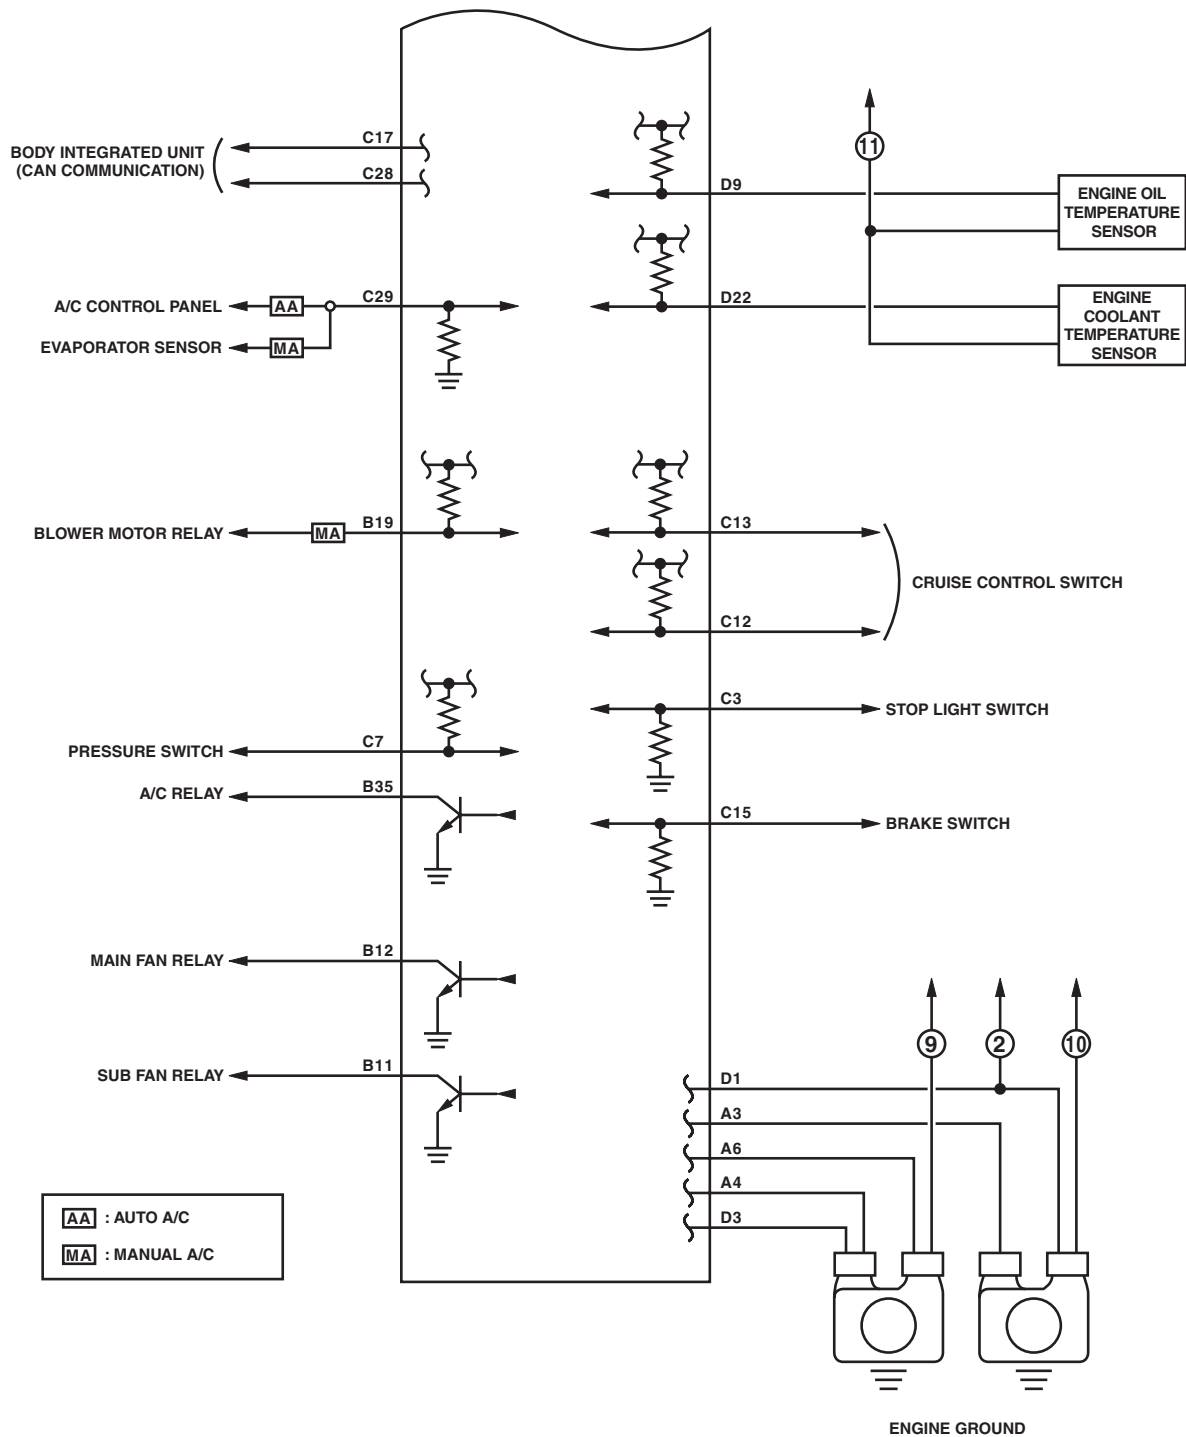 C17
BODY INTEGRATED UNIT
(CAN COMMUNICATION)
C28
D9
11
ENGINE OIL
TEMPERATURE
SENSOR
A/C CONTROL PANEL
AA
C29
EVAPORATOR SENSOR
MA
D22
ENGINE
COOLANT
TEMPERATURE
SENSOR
BLOWER MOTOR RELAY
MA
B19
C13
CRUISE CONTROL SWITCH
C12
C3
STOP LIGHT SWITCH
PRESSURE SWITCH
C7
A/C RELAY
B35
C15
BRAKE SWITCH
MAIN FAN RELAY
B12
SUB FAN RELAY
B11
9
2
10
D1
A3
A6
A4
D3
AA : AUTO A/C
MA : MANUAL A/C
ENGINE GROUND